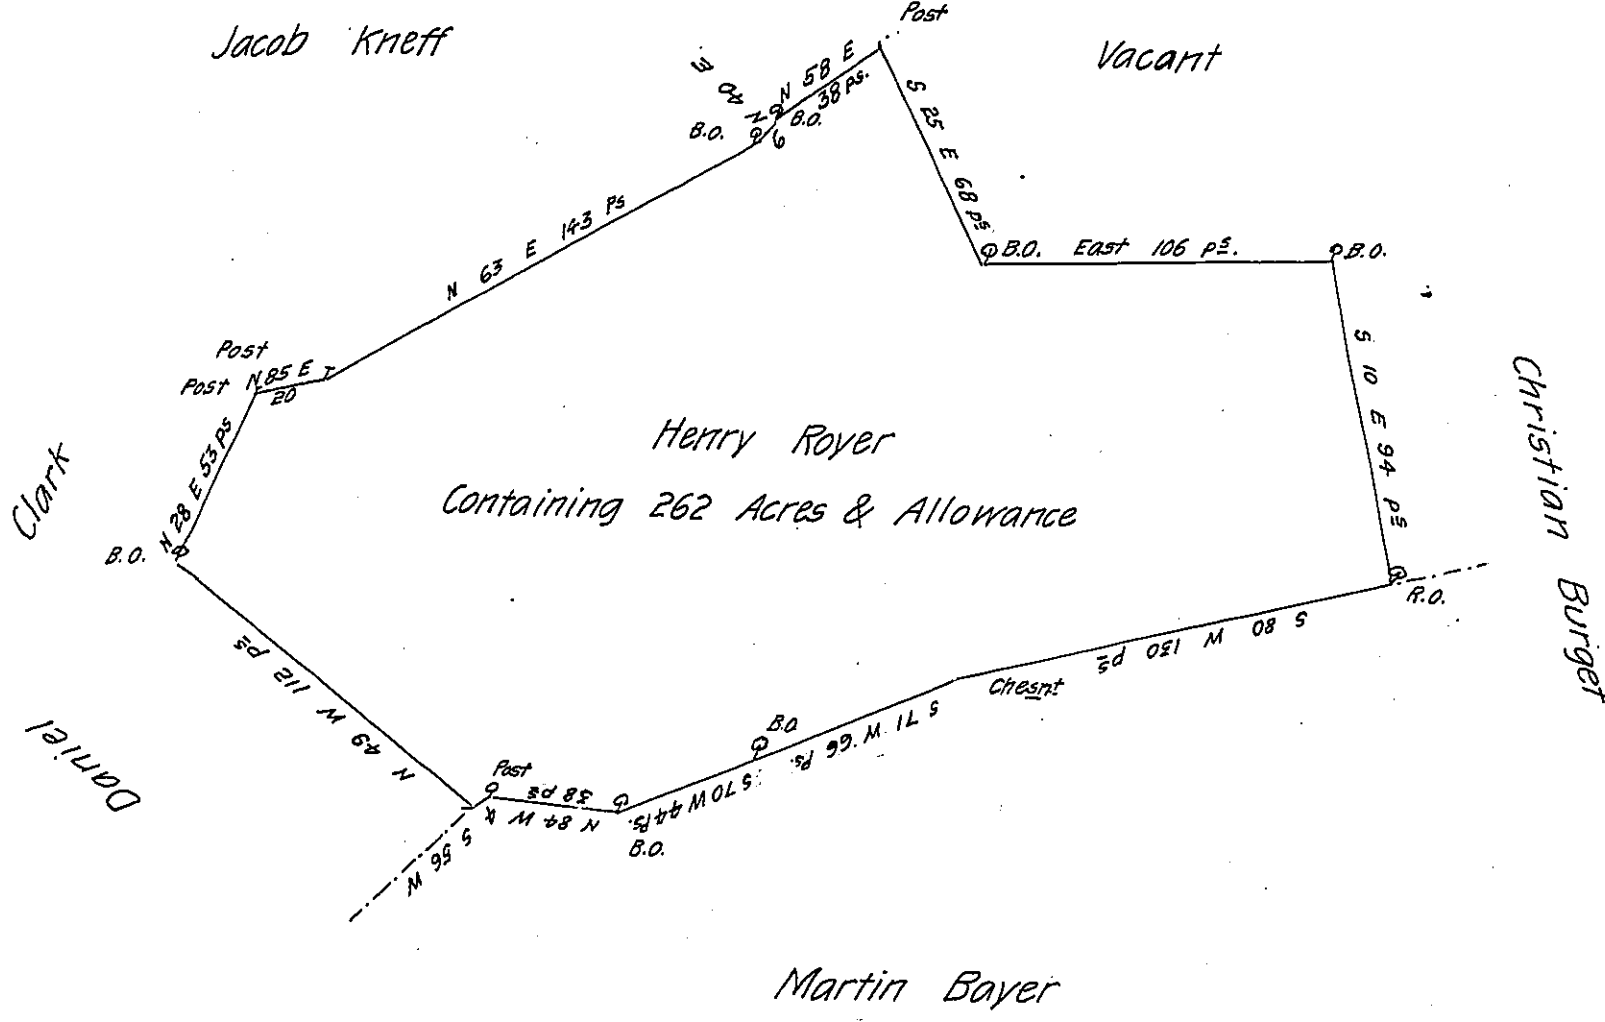 Jacob Kneff
Post
Vacant
N 40 E
6
B.O.
N 58 E
38 ps.
B.O.
S 25 E 68 ps
B.O. East 106 ps.
B.O.
N 63 E 143 Ps
Post
Post N 85 E
20
N 28 E 53 ps
B.O.
Clark
Daniel
Henry Royer
Containing 262 Acres & Allowance
S 10 E 94 ps
Christian Burget
R.O.
S 80 W 130 ps
Chesnt
S 71 W 66 Ps.
B.O.
S 70 W 44 Ps.
B.O.
N 84 W
38 ps
Post
4
S 56 W
N 49 W 112 ps
Martin Bayer